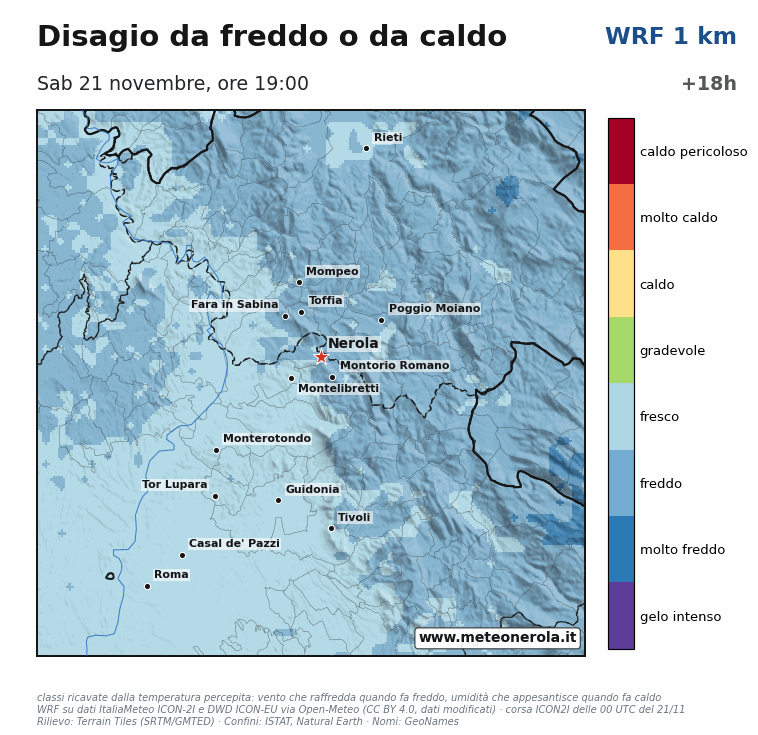 Disagio da freddo o da caldo
WRF 1 km
Sab 21 novembre, ore 19:00
+18h
Rieti
Mompeo
Toffia
Fara in Sabina
Poggio Moiano
Nerola
Montorio Romano
Montelibretti
Monterotondo
Tor Lupara
Guidonia
Tivoli
Casal de' Pazzi
Roma
www.meteonerola.it
caldo pericoloso
molto caldo
caldo
gradevole
fresco
freddo
molto freddo
gelo intenso
classi ricavate dalla temperatura percepita: vento che raffredda quando fa freddo, umidità che appesantisce quando fa caldo
WRF su dati ItaliaMeteo ICON-2I e DWD ICON-EU via Open-Meteo (CC BY 4.0, dati modificati) · corsa ICON2I delle 00 UTC del 21/11
Rilievo: Terrain Tiles (SRTM/GMTED) · Confini: ISTAT, Natural Earth · Nomi: GeoNames